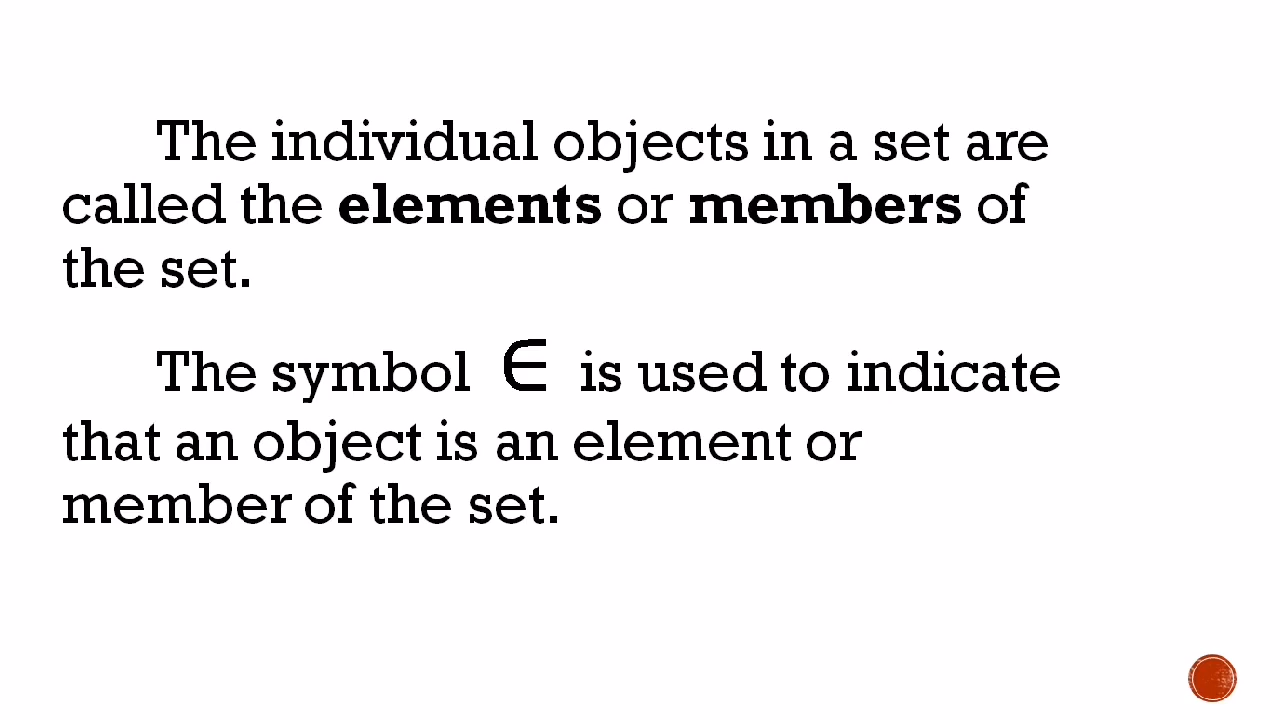 The individual objects in a set are
called the elements or members of
the set.
The symbol ∈ is used to indicate
that an object is an element or
member of the set.